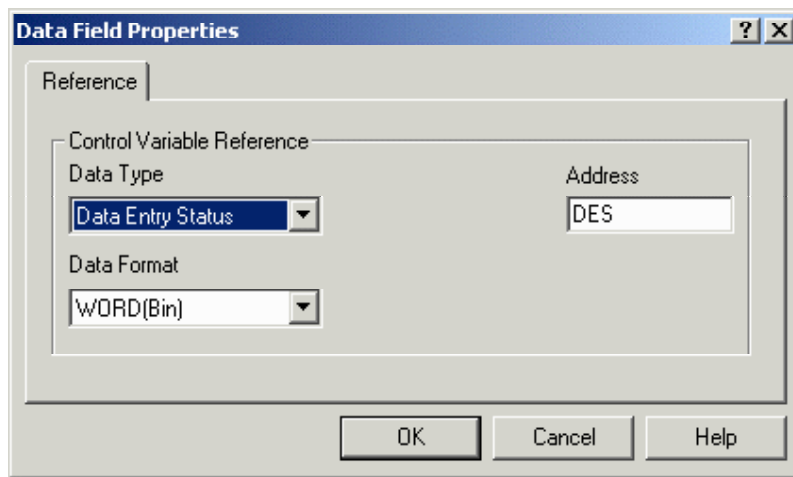 Data Field Properties
Reference
Control Variable Reference
Data Type
Address
Data Entry Status
DES
Data Format
WORD(Bin)
OK Cancel Help